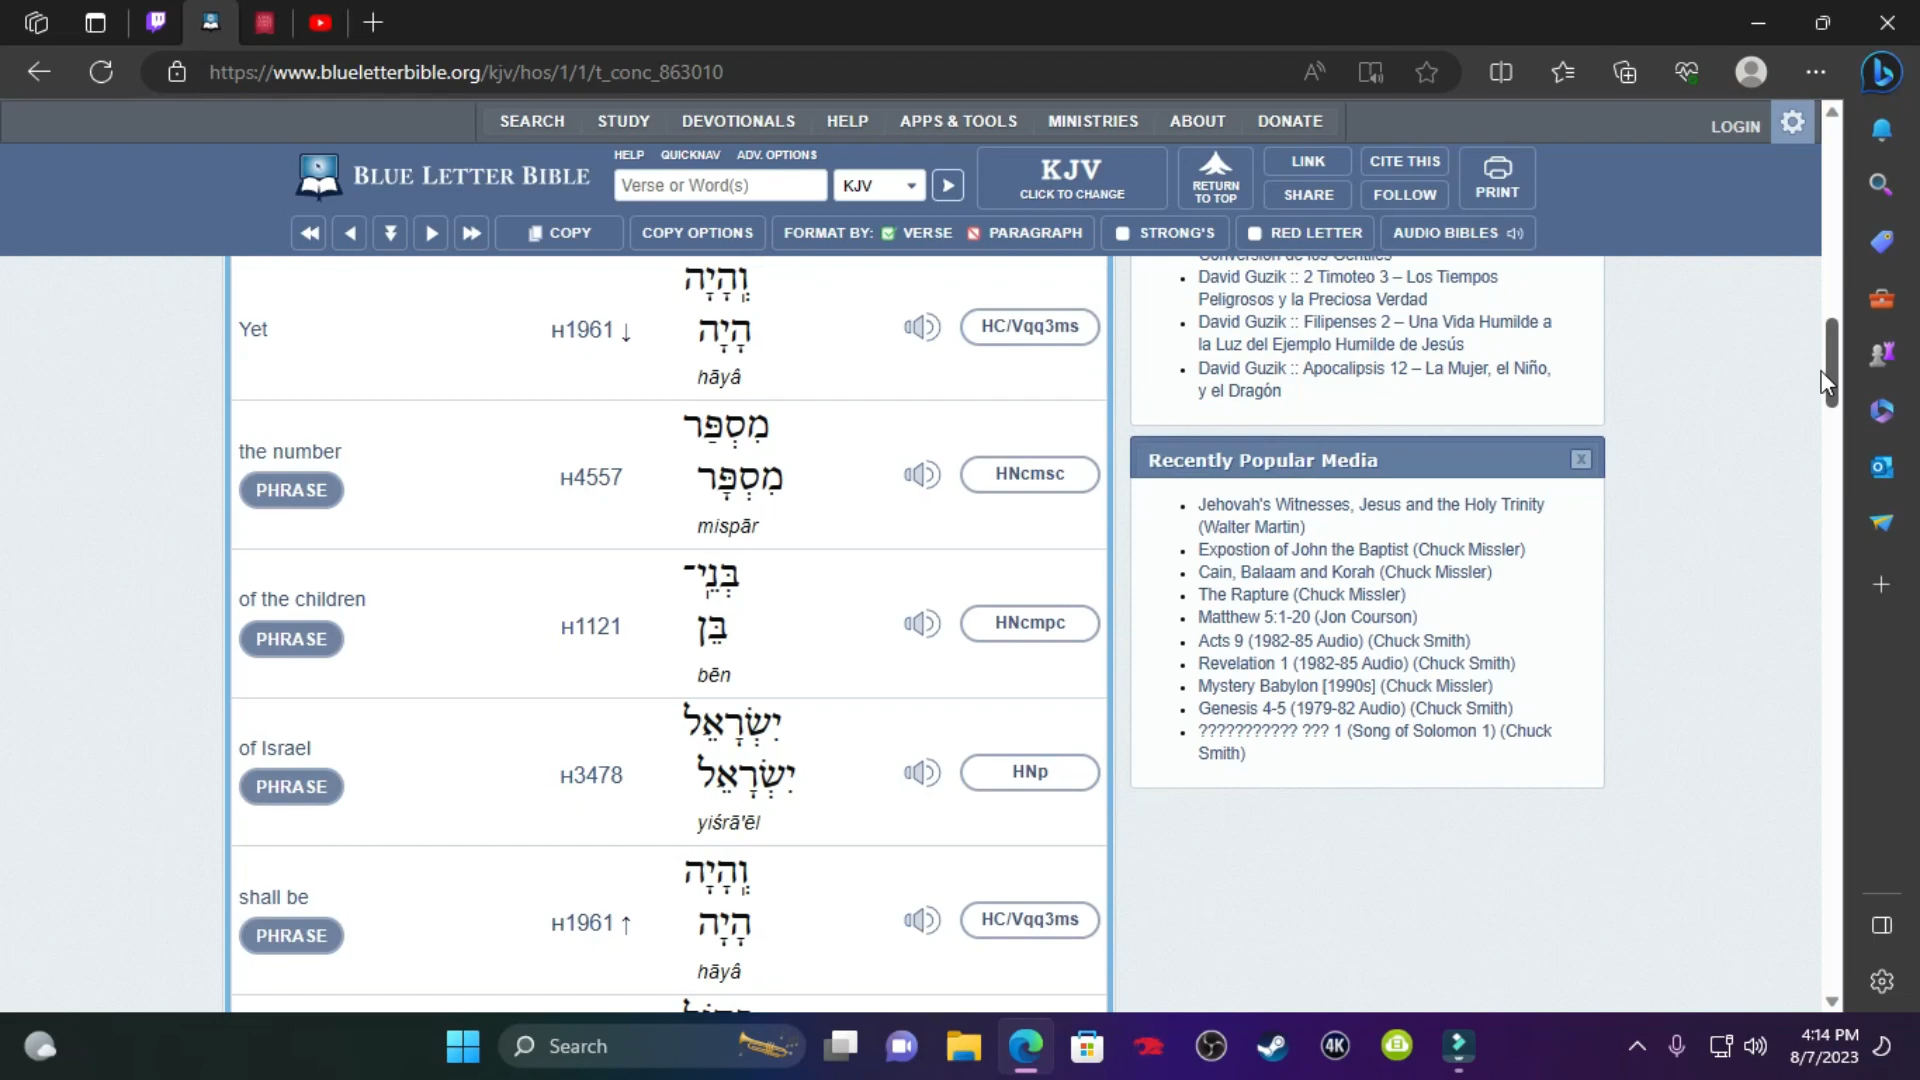 https://www.blueletterbible.org/kjv/hos/1/1/t_conc_863010
SEARCH STUDY DEVOTIONALS HELP APPS & TOOLS MINISTRIES ABOUT DONATE
LOGIN
BLUE LETTER BIBLE
HELP QUICKNAV ADV. OPTIONS
Verse or Word(s)
KJV
KJV
CLICK TO CHANGE
RETURN
TO TOP
LINK
CITE THIS
SHARE
FOLLOW
PRINT
COPY
COPY OPTIONS
FORMAT BY: VERSE PARAGRAPH
STRONG'S
RED LETTER
AUDIO BIBLES
Yet
H1961 ↓
וְֽהָיָה
הָיָה
hāyâ
HC/Vqq3ms
the number
PHRASE
H4557
מִסְפַּר
מִסְפָּר
mispār
HNcmsc
of the children
PHRASE
H1121
בְּנֵֽי־
בֵּן
bēn
HNcmpc
of Israel
PHRASE
H3478
יִשְׂרָאֵל
יִשְׂרָאֵל
yiśrā'ēl
HNp
shall be
PHRASE
H1961 ↑
וְֽהָיָה
הָיָה
hāyâ
HC/Vqq3ms
Conversión de los Gentiles
David Guzik :: 2 Timoteo 3 – Los Tiempos
Peligrosos y la Preciosa Verdad
David Guzik :: Filipenses 2 – Una Vida Humilde a
la Luz del Ejemplo Humilde de Jesús
David Guzik :: Apocalipsis 12 – La Mujer, el Niño,
y el Dragón
Recently Popular Media
Jehovah's Witnesses, Jesus and the Holy Trinity
(Walter Martin)
Expostion of John the Baptist (Chuck Missler)
Cain, Balaam and Korah (Chuck Missler)
The Rapture (Chuck Missler)
Matthew 5:1-20 (Jon Courson)
Acts 9 (1982-85 Audio) (Chuck Smith)
Revelation 1 (1982-85 Audio) (Chuck Smith)
Mystery Babylon [1990s] (Chuck Missler)
Genesis 4-5 (1979-82 Audio) (Chuck Smith)
??????????? ??? 1 (Song of Solomon 1) (Chuck
Smith)
Search
4K
4:14 PM
8/7/2023